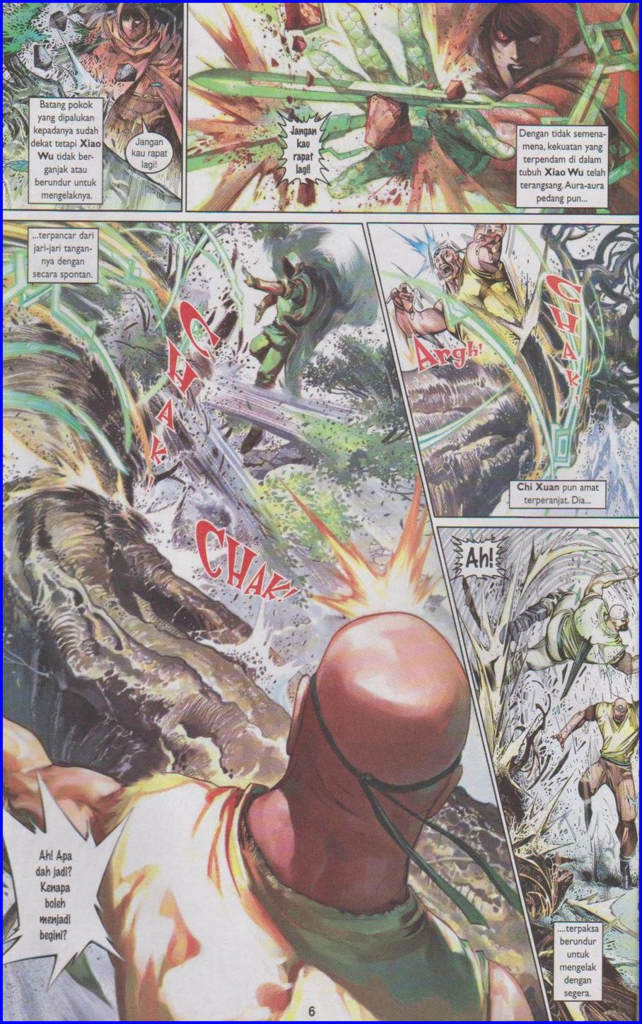 Batang pokok
yang dipalukan
kepadanya sudah
dekat tetapi Xiao
Wu tidak ber-
ganjak atau
berundur untuk
mengelaknya.
Jangan
kau rapat
lagi!
Jangan
kau
rapat
lagi!
Dengan tidak semena-
mena, kekuatan yang
terpendam di dalam
tubuh Xiao Wu telah
terangsang. Aura-aura
pedang pun...
...terpancar dari
jari-jari tangan-
nya dengan
secara spontan.
CHAK
CHAK!
Argh!
CHAK!
Chi Xuan pun amat
terperanjat. Dia...
Ah!
Ah! Apa
dah jadi?
Kenapa
boleh
menjadi
begini?
....terpaksa
berundur
untuk
mengelak
dengan
segera.
6